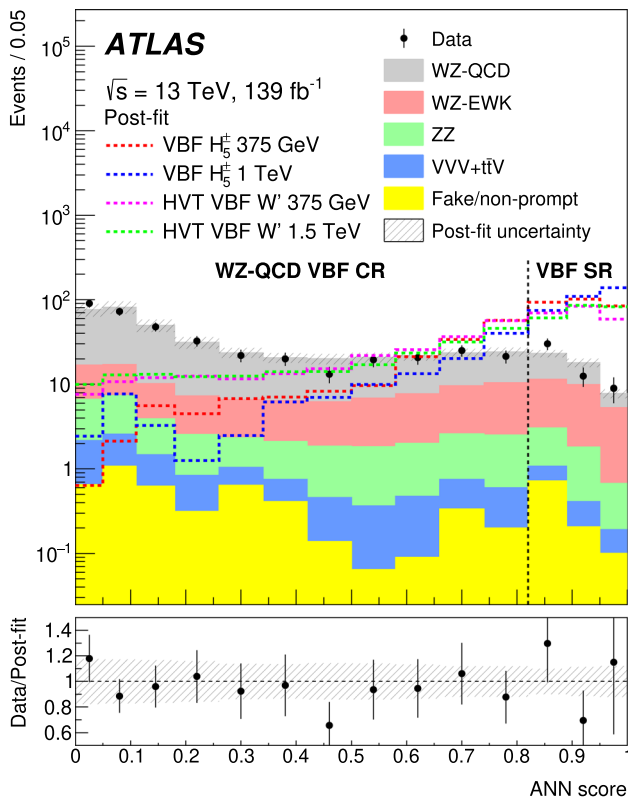 Events / 0.05
10⁵
10⁴
10³
10²
10
1
10⁻¹
ATLAS
√s = 13 TeV, 139 fb⁻¹
Post-fit
VBF H₅± 375 GeV
VBF H₅± 1 TeV
HVT VBF W' 375 GeV
HVT VBF W' 1.5 TeV
Data
WZ-QCD
WZ-EWK
ZZ
VVV+tt̄V
Fake/non-prompt
Post-fit uncertainty
WZ-QCD VBF CR
VBF SR
Data/Post-fit
1.4
1.2
1
0.8
0.6
0 0.1 0.2 0.3 0.4 0.5 0.6 0.7 0.8 0.9 1
ANN score